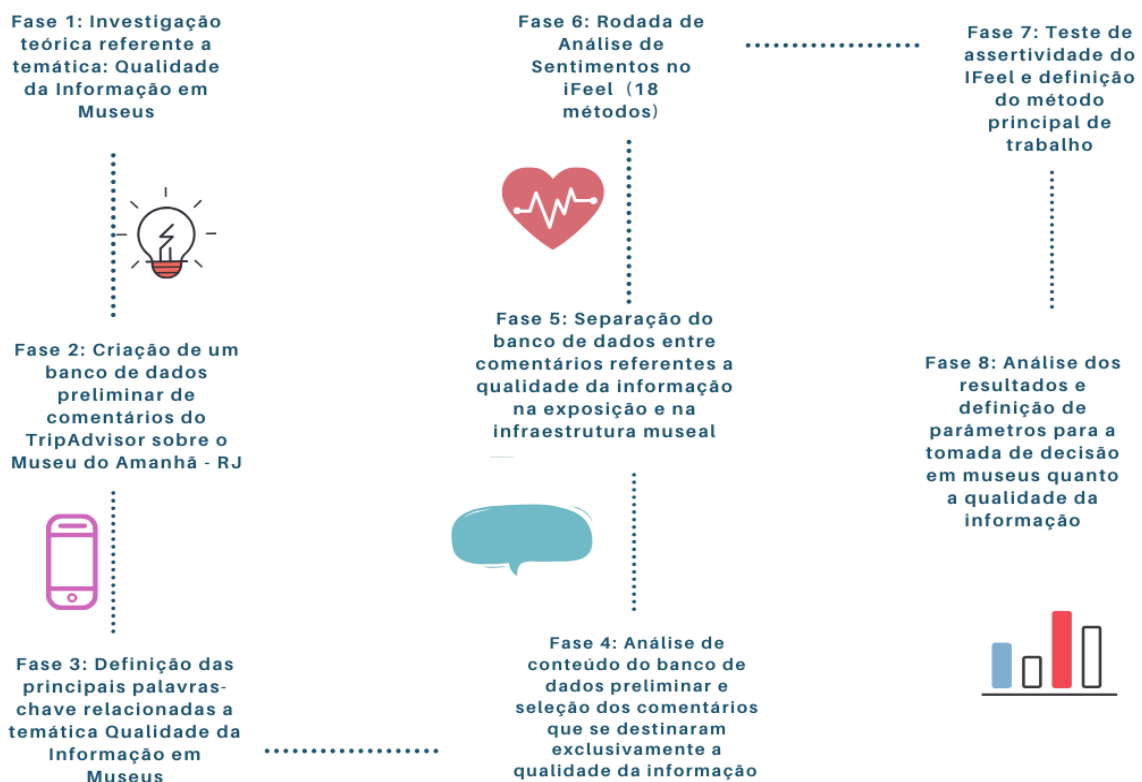 Fase 1: Investigação
teórica referente a
temática: Qualidade
da Informação em
Museus
Fase 2: Criação de um
banco de dados
preliminar de
comentários do
TripAdvisor sobre o
Museu do Amanhã - RJ
Fase 3: Definição das
principais palavras-
chave relacionadas a
temática Qualidade da
Informação em
Museus
Fase 4: Análise de
conteúdo do banco de
dados preliminar e
seleção dos comentários
que se destinaram
exclusivamente a
qualidade da informação
Fase 5: Separação do
banco de dados entre
comentários referentes a
qualidade da informação
na exposição e na
infraestrutura museal
Fase 6: Rodada de
Análise de
Sentimentos no
iFeel (18
métodos)
Fase 7: Teste de
assertividade do
IFeel e definição
do método
principal de
trabalho
Fase 8: Análise dos
resultados e
definição de
parâmetros para a
tomada de decisão
em museus quanto
a qualidade da
informação